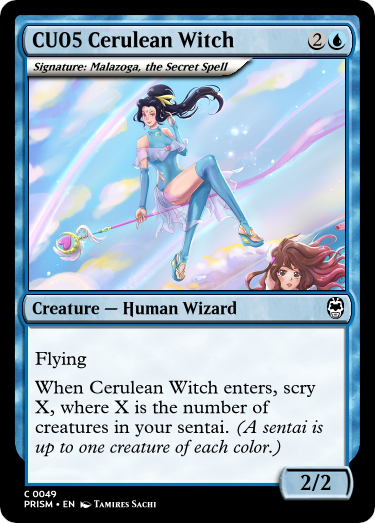 CU05 Cerulean Witch 2
Signature: Malazoga, the Secret Spell
Creature — Human Wizard
Flying
When Cerulean Witch enters, scry
X, where X is the number of
creatures in your sentai. (A sentai is
up to one creature of each color.)
2/2
C 0049
PRISM • EN Tamires Sachi